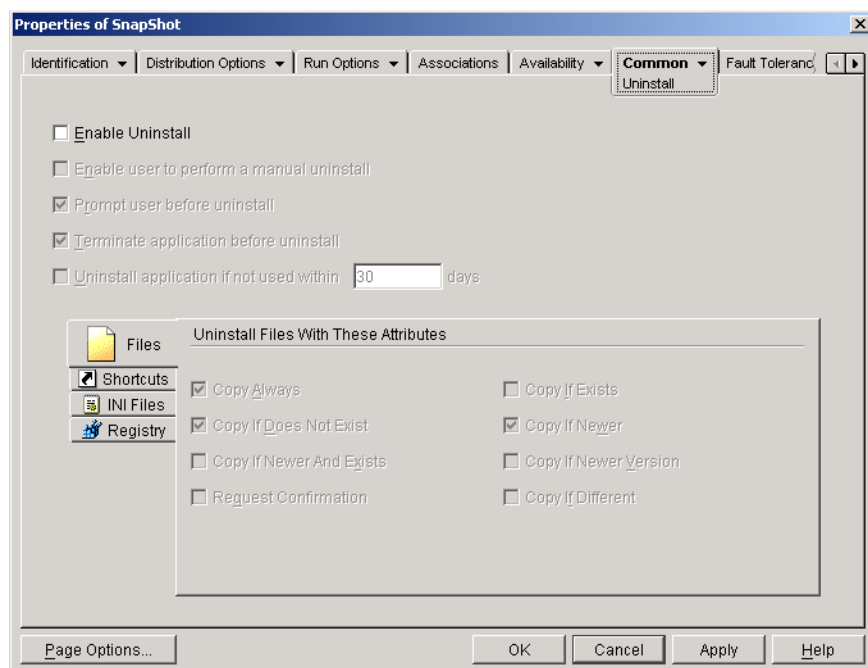 Properties of SnapShot
Identification Distribution Options Run Options Associations Availability Common Fault Toleranc
Uninstall
Enable Uninstall
Enable user to perform a manual uninstall
Prompt user before uninstall
Terminate application before uninstall
Uninstall application if not used within 30 days
Files
Uninstall Files With These Attributes
Shortcuts
INI Files
Registry
Copy Always
Copy If Exists
Copy If Does Not Exist
Copy If Newer
Copy If Newer And Exists
Copy If Newer Version
Request Confirmation
Copy If Different
Page Options... OK Cancel Apply Help